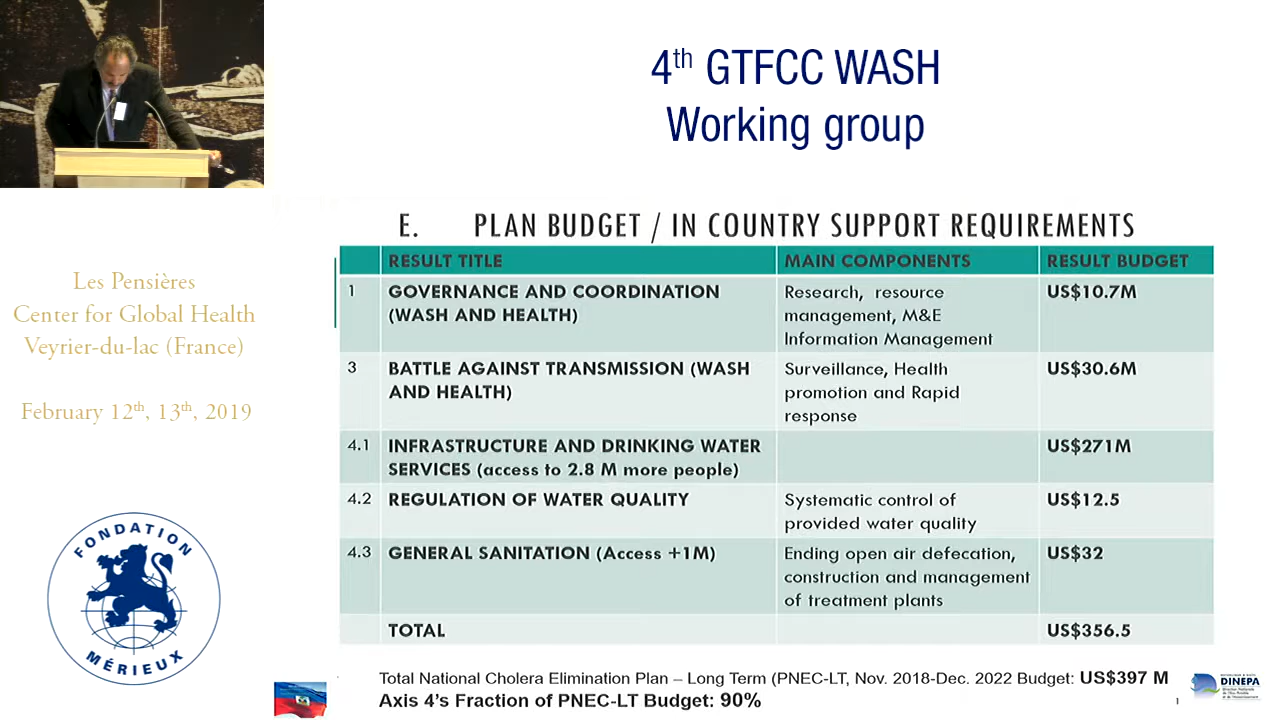 4th GTFCC WASH
Working group
Les Pensières
Center for Global Health
Veyrier-du-lac (France)
February 12th, 13th, 2019
FONDATION
MÉRIEUX
E. PLAN BUDGET / IN COUNTRY SUPPORT REQUIREMENTS
RESULT TITLE MAIN COMPONENTS RESULT BUDGET
1 GOVERNANCE AND COORDINATION Research, resource US$10.7M
(WASH AND HEALTH) management, M&E
Information Management
3 BATTLE AGAINST TRANSMISSION (WASH Surveillance, Health US$30.6M
AND HEALTH) promotion and Rapid
response
4.1 INFRASTRUCTURE AND DRINKING WATER US$271M
SERVICES (access to 2.8 M more people)
4.2 REGULATION OF WATER QUALITY Systematic control of US$12.5
provided water quality
4.3 GENERAL SANITATION (Access +1M) Ending open air defecation, US$32
construction and management
of treatment plants
TOTAL US$356.5
Total National Cholera Elimination Plan – Long Term (PNEC-LT, Nov. 2018-Dec. 2022 Budget: US$397 M
Axis 4's Fraction of PNEC-LT Budget: 90%
1
DINEPA